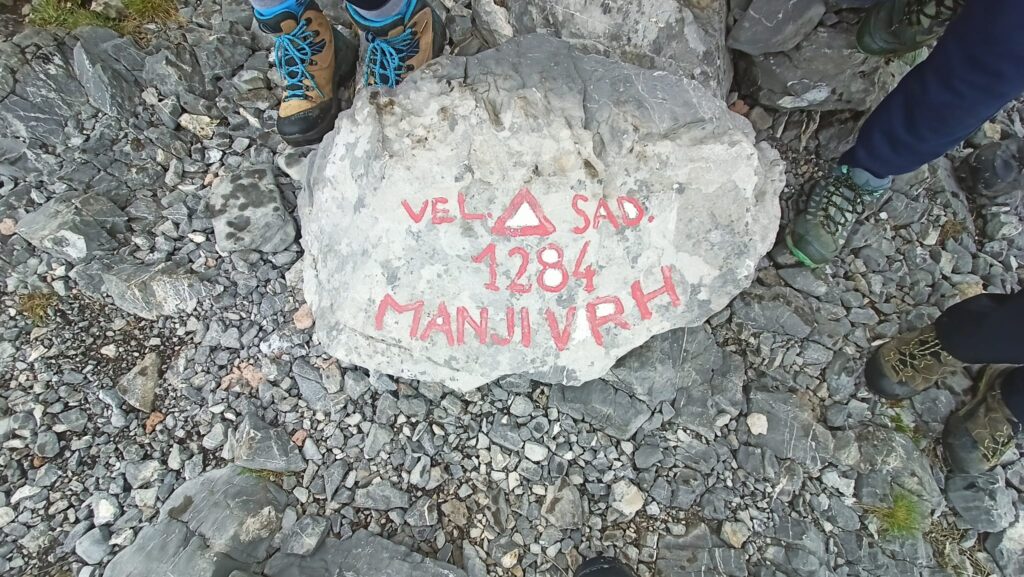 VEL. SAD.
1284
MANJI VRH